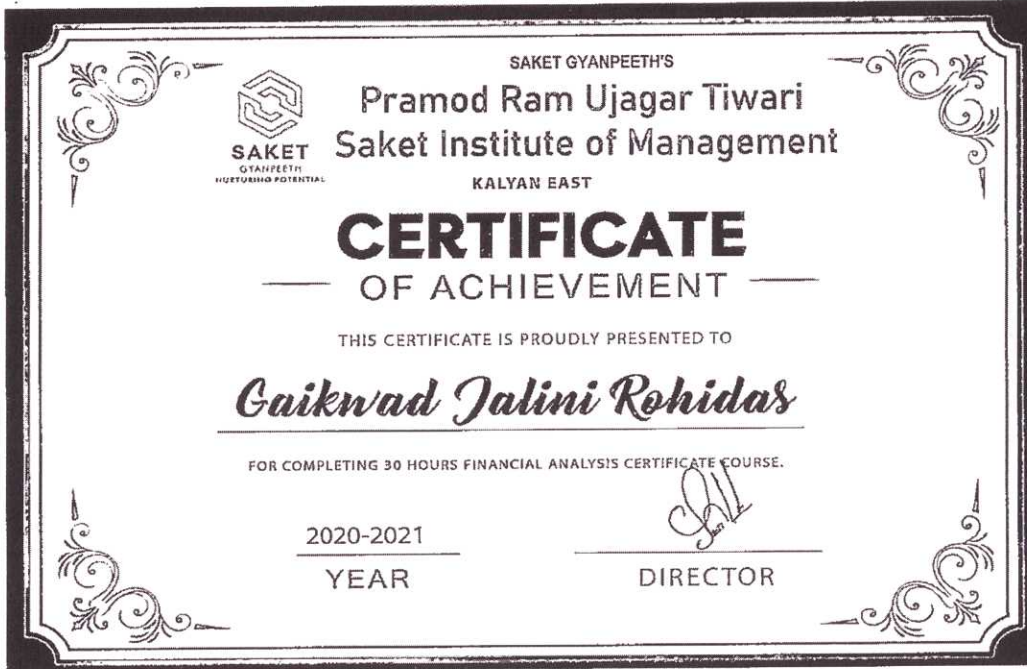 SAKET GYANPEETH'S
Pramod Ram Ujagar Tiwari
Saket Institute of Management
KALYAN EAST
SAKET
GYANPEETH
NURTURING POTENTIAL
CERTIFICATE
OF ACHIEVEMENT
THIS CERTIFICATE IS PROUDLY PRESENTED TO
Gaikwad Jalini Rohidas
FOR COMPLETING 30 HOURS FINANCIAL ANALYSIS CERTIFICATE COURSE.
2020-2021
YEAR
DIRECTOR